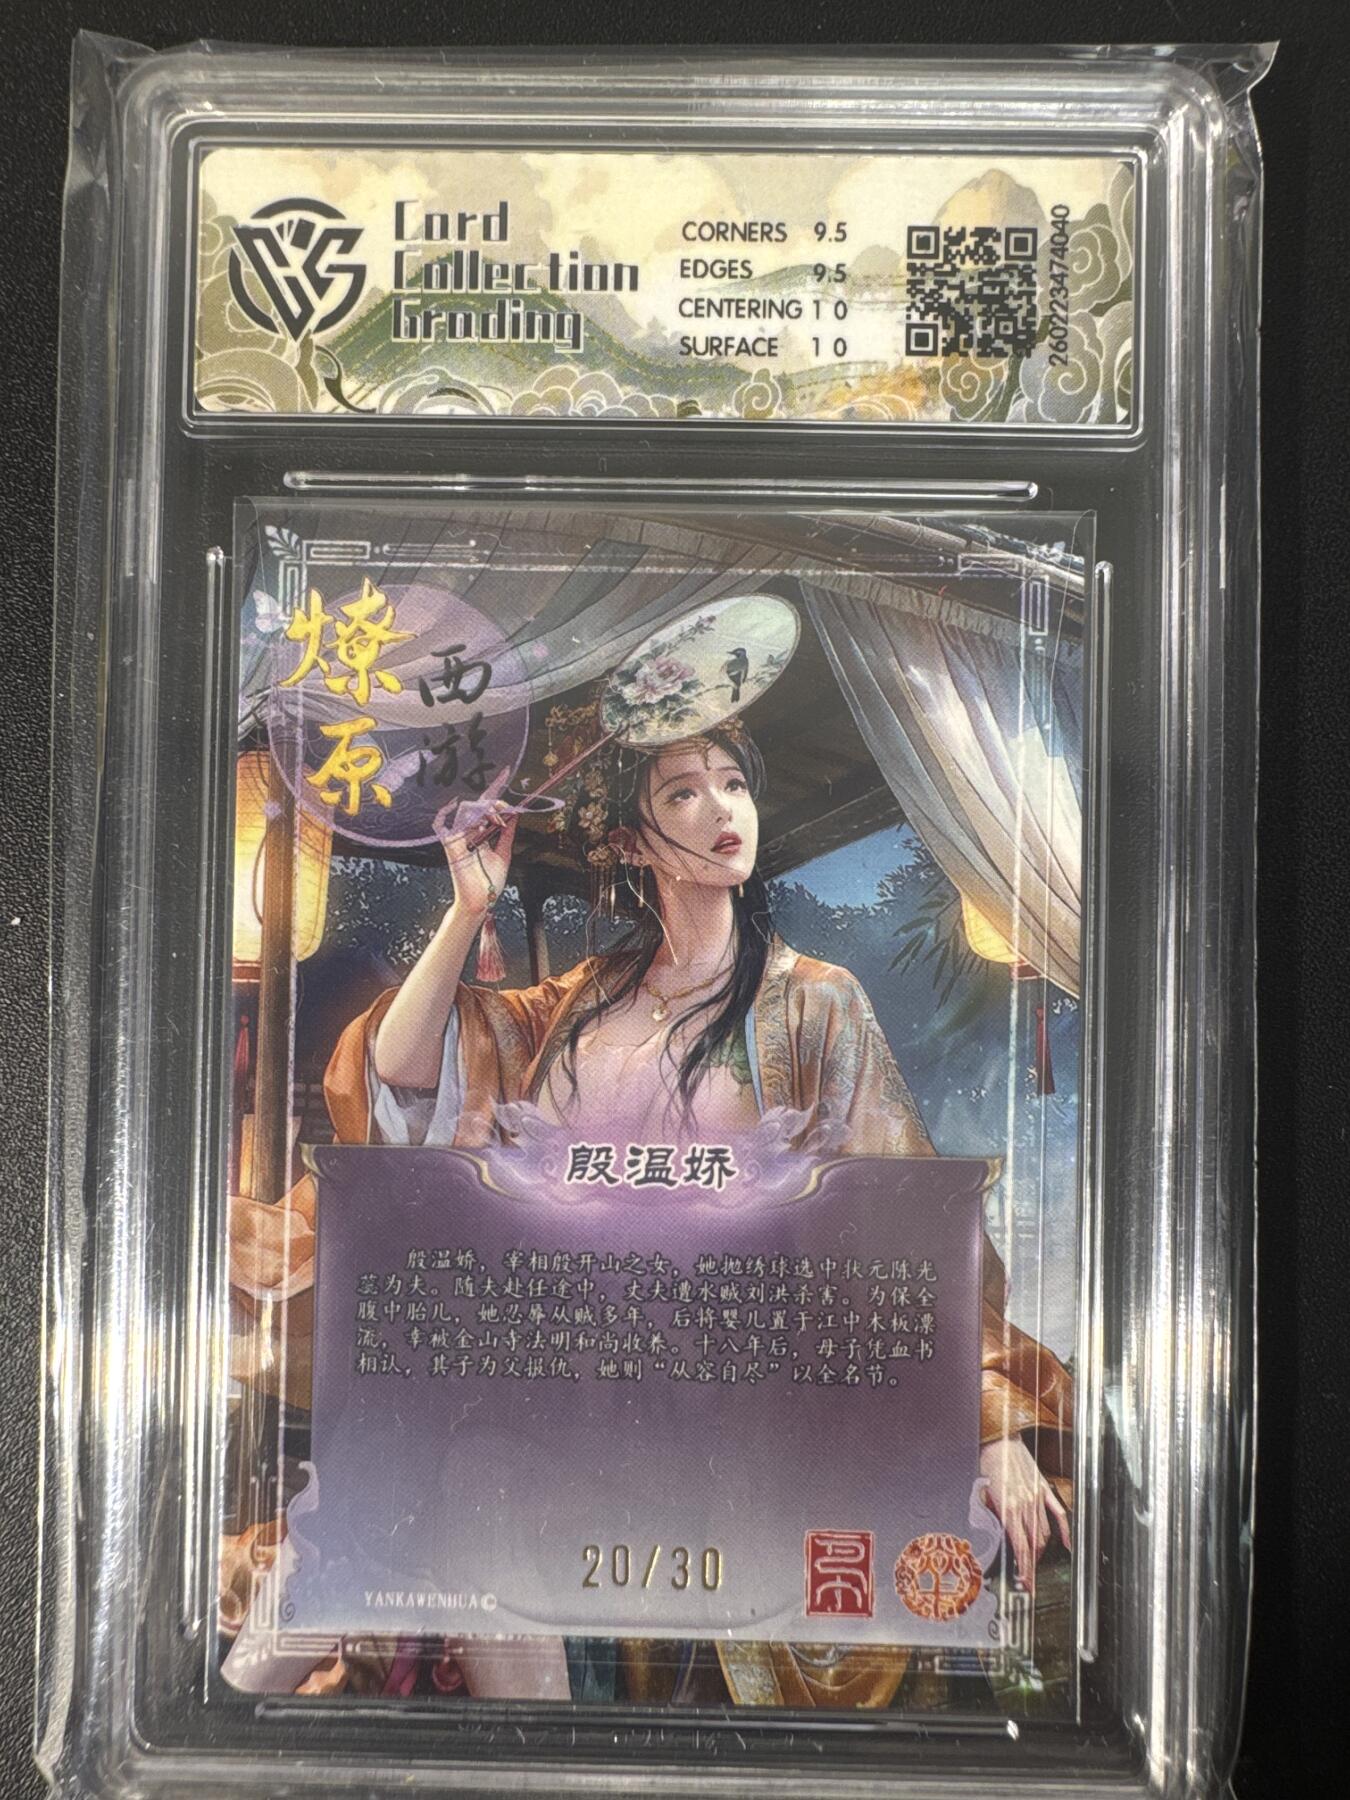 CCG
Card
Collection
Grading
CORNERS 9.5
EDGES 9.5
CENTERING 10
SURFACE 10
260223474040
燎原
西游
殷温娇
殷温娇，宰相殷开山之女，她抛绣球选中状元陈光
蕊为夫。随夫赴任途中，丈夫遭水贼刘洪杀害。为保全
腹中胎儿，她忍辱从贼多年，后将婴儿置于江中木板漂
流，幸被金山寺法明和尚收养。十八年后，母子凭血书
相认，其子为父报仇，她则“从容自尽”以全名节。
20/30
YANKAWENHUA©